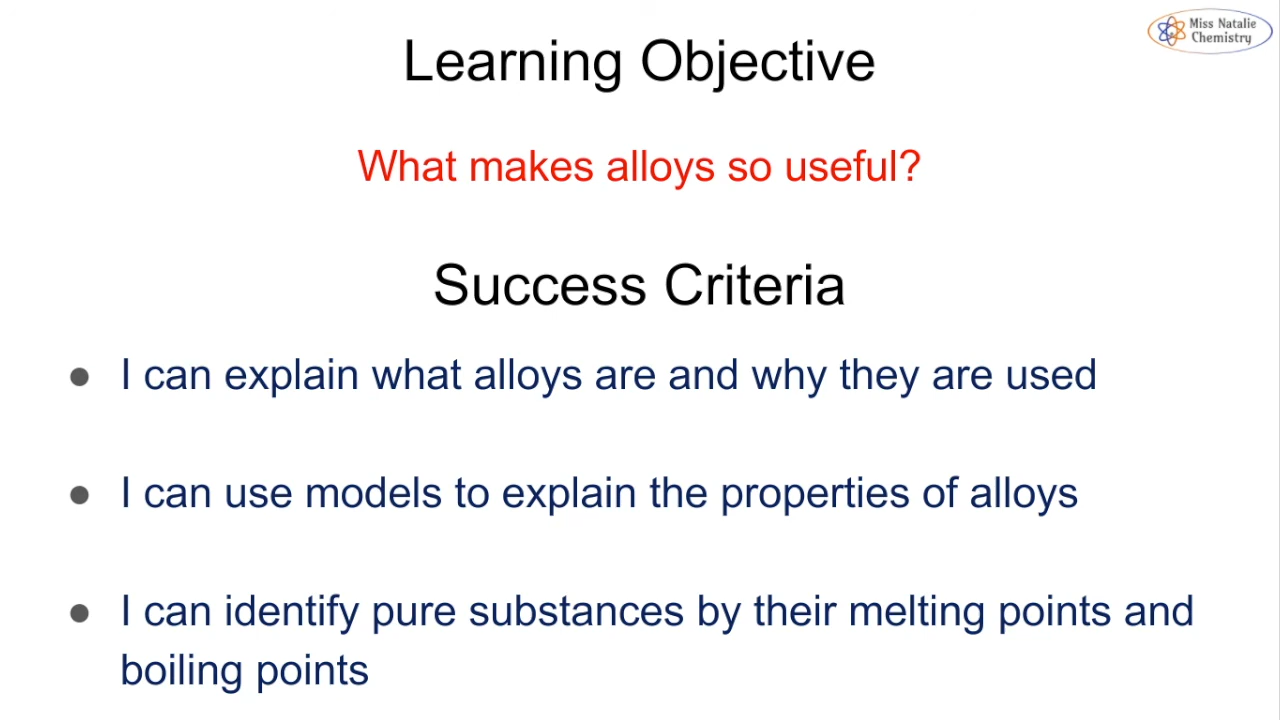 Miss Natalie
Chemistry
Learning Objective
What makes alloys so useful?
Success Criteria
● I can explain what alloys are and why they are used
● I can use models to explain the properties of alloys
● I can identify pure substances by their melting points and
boiling points